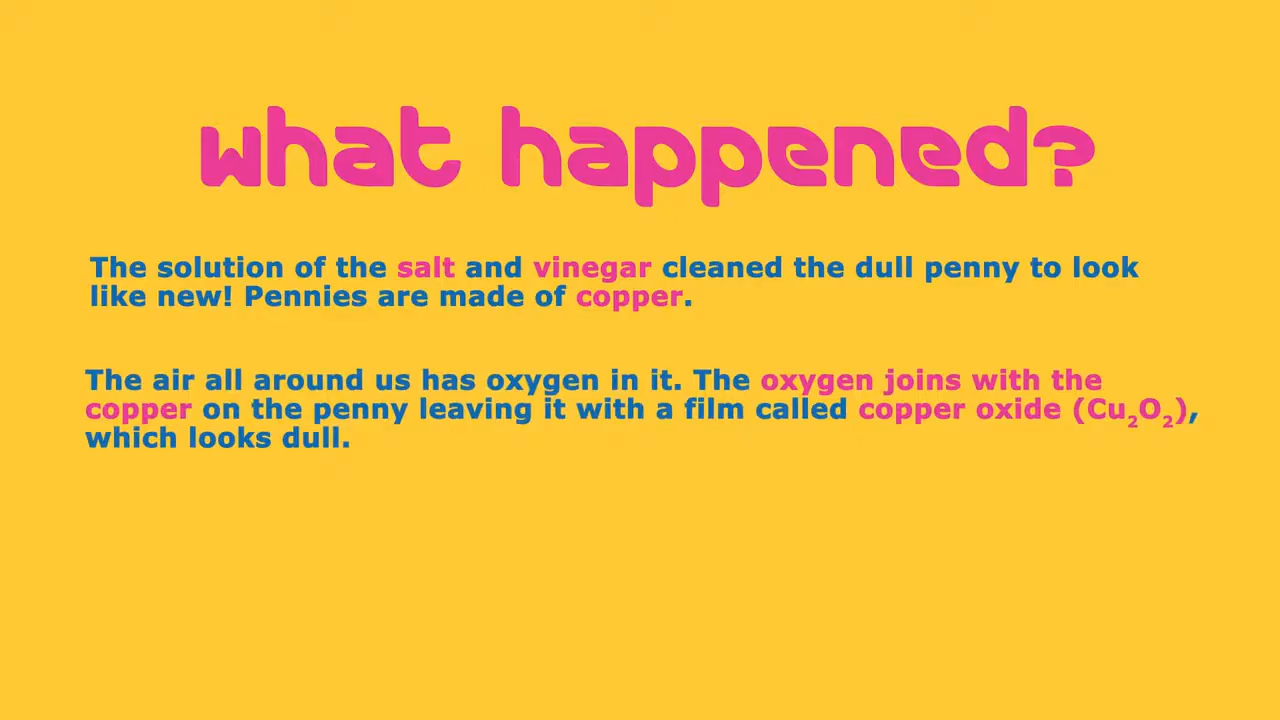 what happened?
The solution of the salt and vinegar cleaned the dull penny to look
like new! Pennies are made of copper.
The air all around us has oxygen in it. The oxygen joins with the
copper on the penny leaving it with a film called copper oxide (Cu₂O₂),
which looks dull.